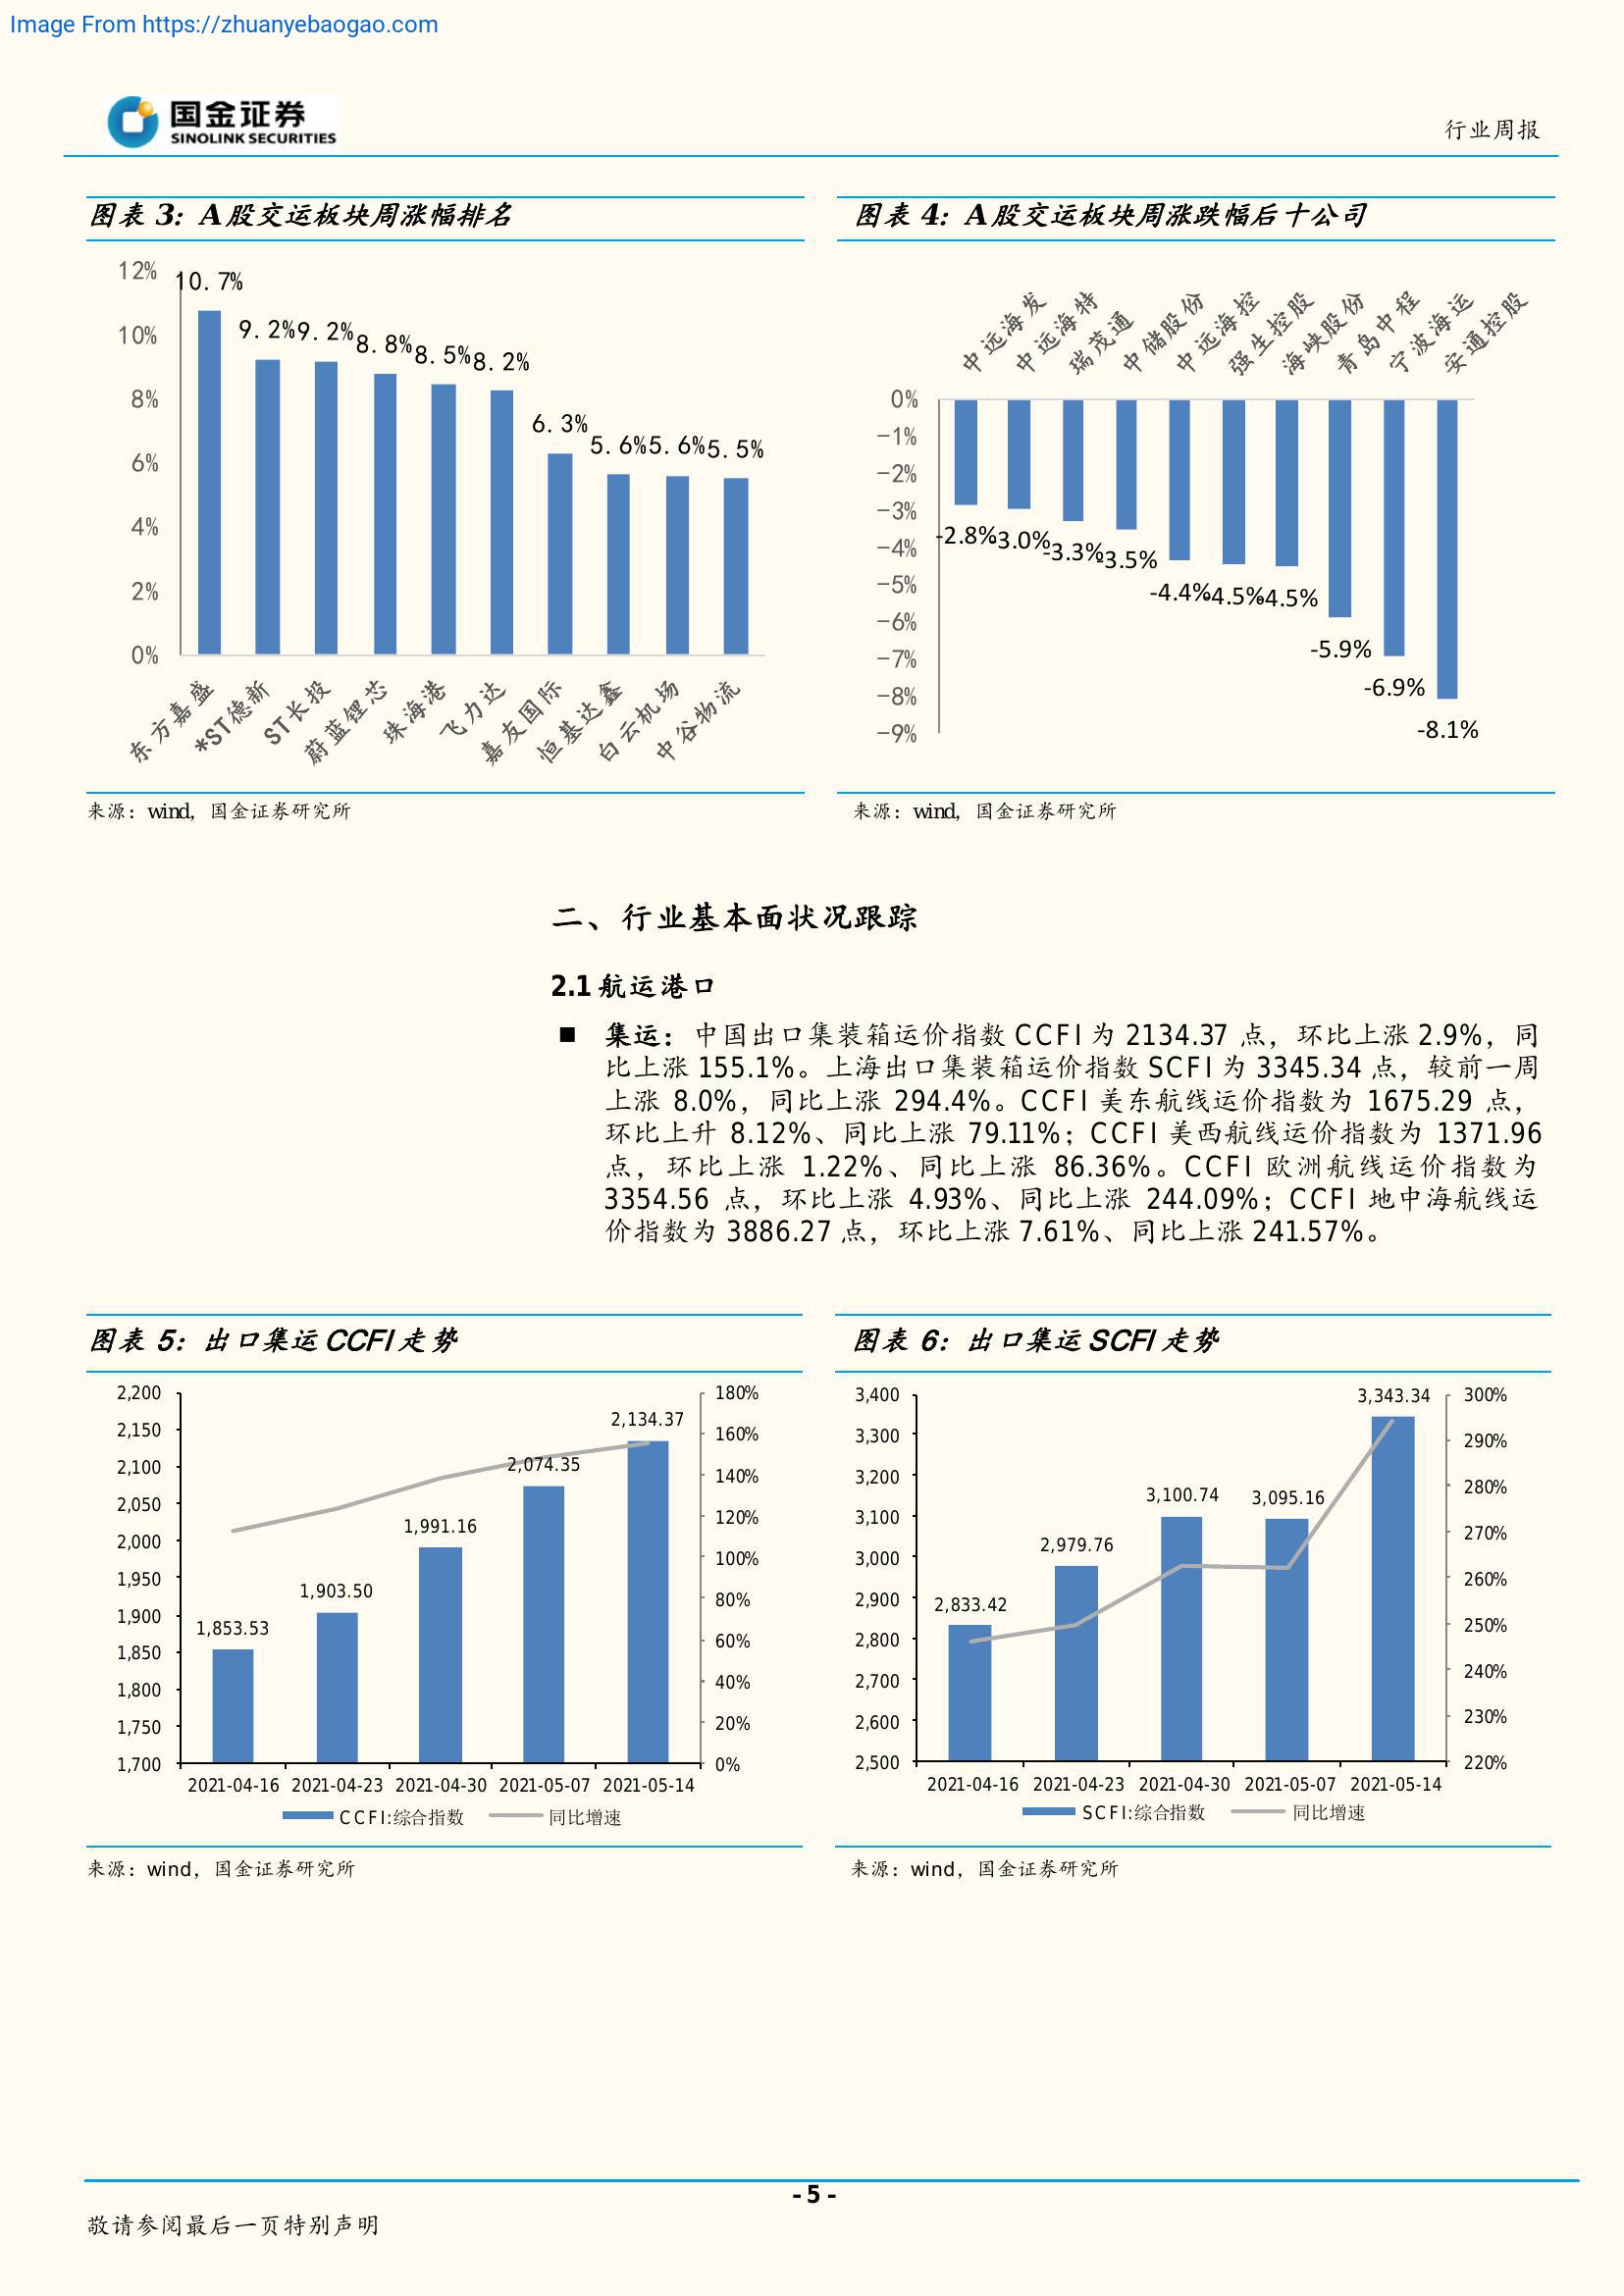 Image From https://zhuanyebaogao.com
国金证券
SINOLINK SECURITIES
行业周报
图表 3：A 股交运板块周涨幅排名
12%
10%
8%
6%
4%
2%
0%
10.7%
9.2%
9.2%
8.8%
8.5%
8.2%
6.3%
5.6%
5.6%
5.5%
东方嘉盛
*ST德新
ST长投
蔚蓝锂芯
珠海港
飞力达
嘉友国际
恒基达鑫
白云机场
中谷物流
来源：wind，国金证券研究所
图表 4：A 股交运板块周涨跌幅后十公司
中远海发
中远海特
瑞茂通
中储股份
中远海控
强生控股
海峡股份
青岛中程
宁波海运
安通控股
0%
-1%
-2%
-3%
-4%
-5%
-6%
-7%
-8%
-9%
-2.8%
-3.0%
-3.3%
-3.5%
-4.4%
-4.5%
-4.5%
-5.9%
-6.9%
-8.1%
来源：wind，国金证券研究所
二、行业基本面状况跟踪
2.1 航运港口
■ 集运：中国出口集装箱运价指数 CCFI 为 2134.37 点，环比上涨 2.9%，同
比上涨 155.1%。上海出口集装箱运价指数 SCFI 为 3345.34 点，较前一周
上涨 8.0%，同比上涨 294.4%。CCFI 美东航线运价指数为 1675.29 点，
环比上升 8.12%、同比上涨 79.11%；CCFI 美西航线运价指数为 1371.96
点，环比上涨 1.22%、同比上涨 86.36%。CCFI 欧洲航线运价指数为
3354.56 点，环比上涨 4.93%、同比上涨 244.09%；CCFI 地中海航线运
价指数为 3886.27 点，环比上涨 7.61%、同比上涨 241.57%。
图表 5：出口集运 CCFI 走势
2,200
2,150
2,100
2,050
2,000
1,950
1,900
1,850
1,800
1,750
1,700
1,853.53
1,903.50
1,991.16
2,074.35
2,134.37
180%
160%
140%
120%
100%
80%
60%
40%
20%
0%
2021-04-16 2021-04-23 2021-04-30 2021-05-07 2021-05-14
CCFI:综合指数 同比增速
来源：wind，国金证券研究所
图表 6：出口集运 SCFI 走势
3,400
3,300
3,200
3,100
3,000
2,900
2,800
2,700
2,600
2,500
2,833.42
2,979.76
3,100.74
3,095.16
3,343.34
300%
290%
280%
270%
260%
250%
240%
230%
220%
2021-04-16 2021-04-23 2021-04-30 2021-05-07 2021-05-14
SCFI:综合指数 同比增速
来源：wind，国金证券研究所
- 5 -
敬请参阅最后一页特别声明